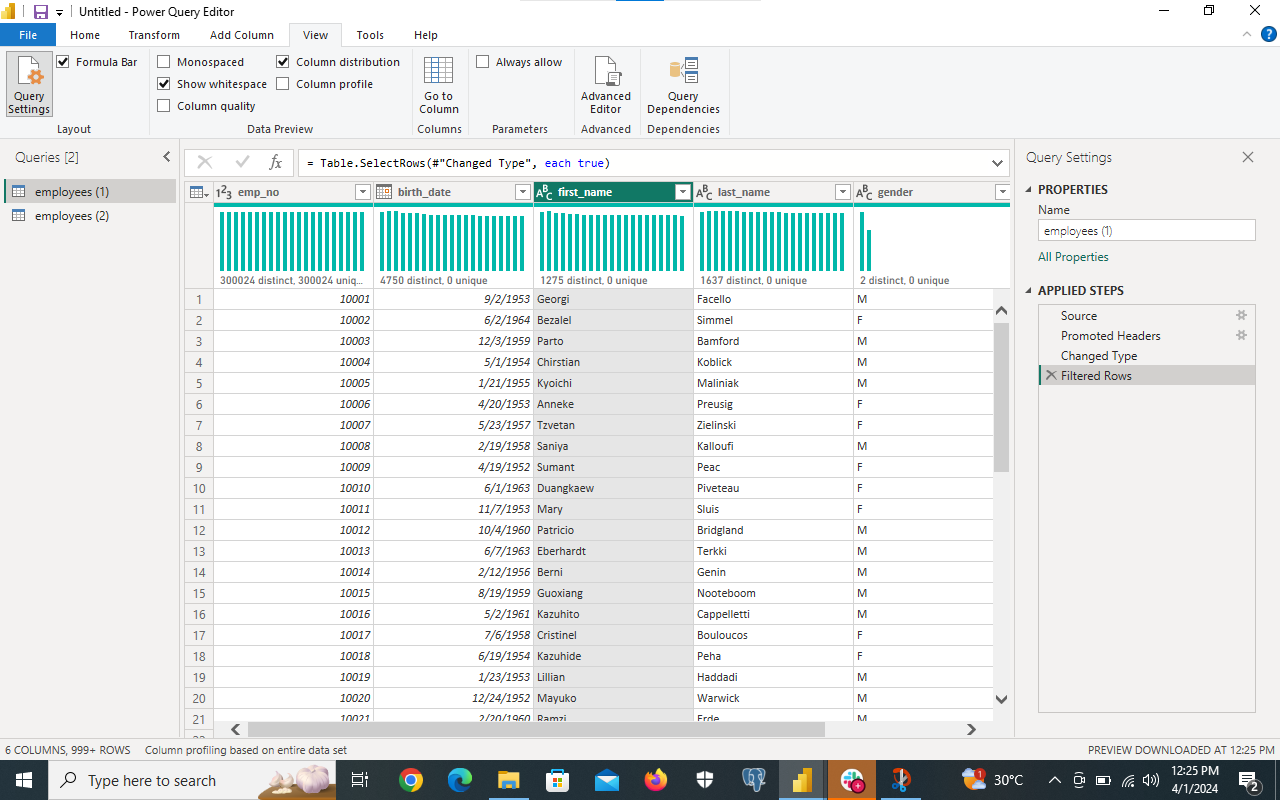 Untitled - Power Query Editor
File Home Transform Add Column View Tools Help
Query Settings
Formula Bar
Layout
Monospaced
Show whitespace
Column quality
Column distribution
Column profile
Data Preview
Go to Column
Columns
Always allow
Parameters
Advanced Editor
Advanced
Query Dependencies
Dependencies
Queries [2]
employees (1)
employees (2)
fx = Table.SelectRows(#"Changed Type", each true)
123 emp_no ABC birth_date ABC first_name ABC last_name ABC gender
300024 distinct, 300024 uniq... 4750 distinct, 0 unique 1275 distinct, 0 unique 1637 distinct, 0 unique 2 distinct, 0 unique
1 10001 9/2/1953 Georgi Facello M
2 10002 6/2/1964 Bezalel Simmel F
3 10003 12/3/1959 Parto Bamford M
4 10004 5/1/1954 Chirstian Koblick M
5 10005 1/21/1955 Kyoichi Maliniak M
6 10006 4/20/1953 Anneke Preusig F
7 10007 5/23/1957 Tzvetan Zielinski F
8 10008 2/19/1958 Saniya Kalloufi M
9 10009 4/19/1952 Sumant Peac F
10 10010 6/1/1963 Duangkaew Piveteau F
11 10011 11/7/1953 Mary Sluis F
12 10012 10/4/1960 Patricio Bridgland M
13 10013 6/7/1963 Eberhardt Terkki M
14 10014 2/12/1956 Berni Genin M
15 10015 8/19/1959 Guoxiang Nooteboom M
16 10016 5/2/1961 Kazuhito Cappelletti M
17 10017 7/6/1958 Cristinel Bouloucos F
18 10018 6/19/1954 Kazuhide Peha F
19 10019 1/23/1953 Lillian Haddadi M
20 10020 12/24/1952 Mayuko Warwick M
21 10021 2/20/1960 Ramzi Erde M
Query Settings
PROPERTIES
Name
employees (1)
All Properties
APPLIED STEPS
Source
Promoted Headers
Changed Type
Filtered Rows
6 COLUMNS, 999+ ROWS Column profiling based on entire data set
PREVIEW DOWNLOADED AT 12:25 PM
Type here to search
1
30°C
12:25 PM
4/1/2024
2